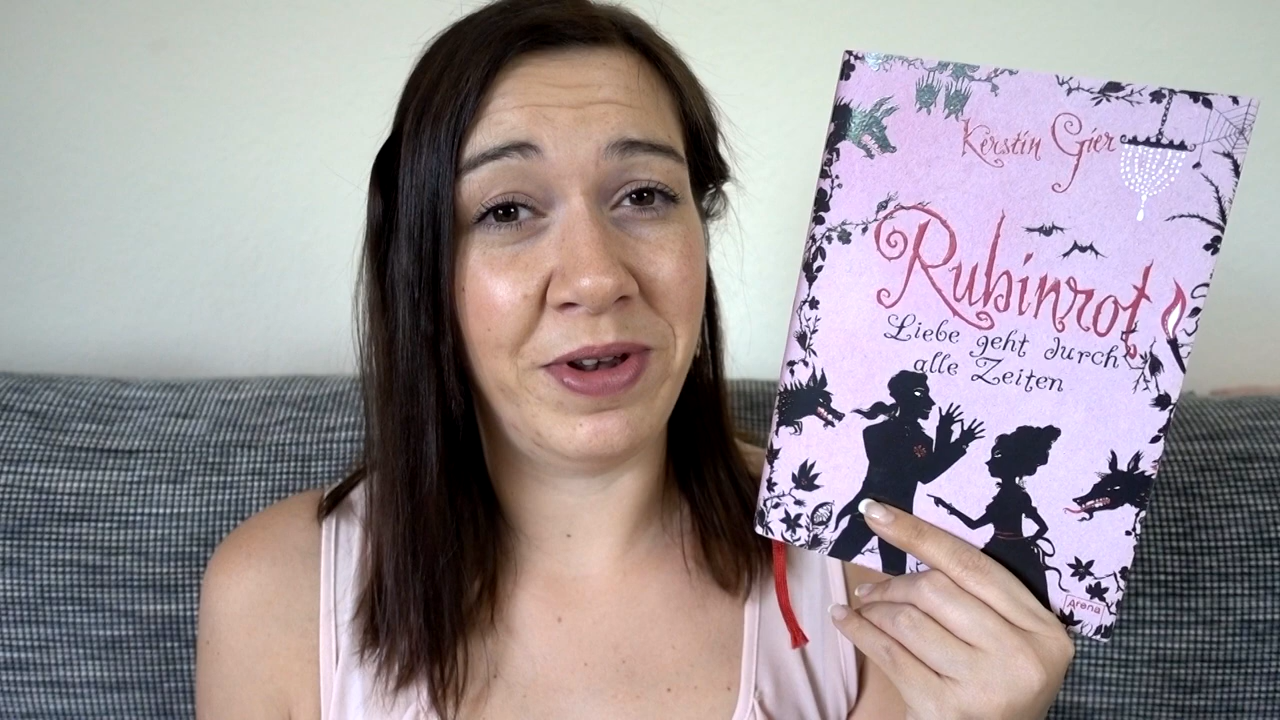 Kerstin Gier
Rubinrot
Liebe geht durch
alle Zeiten
Arena